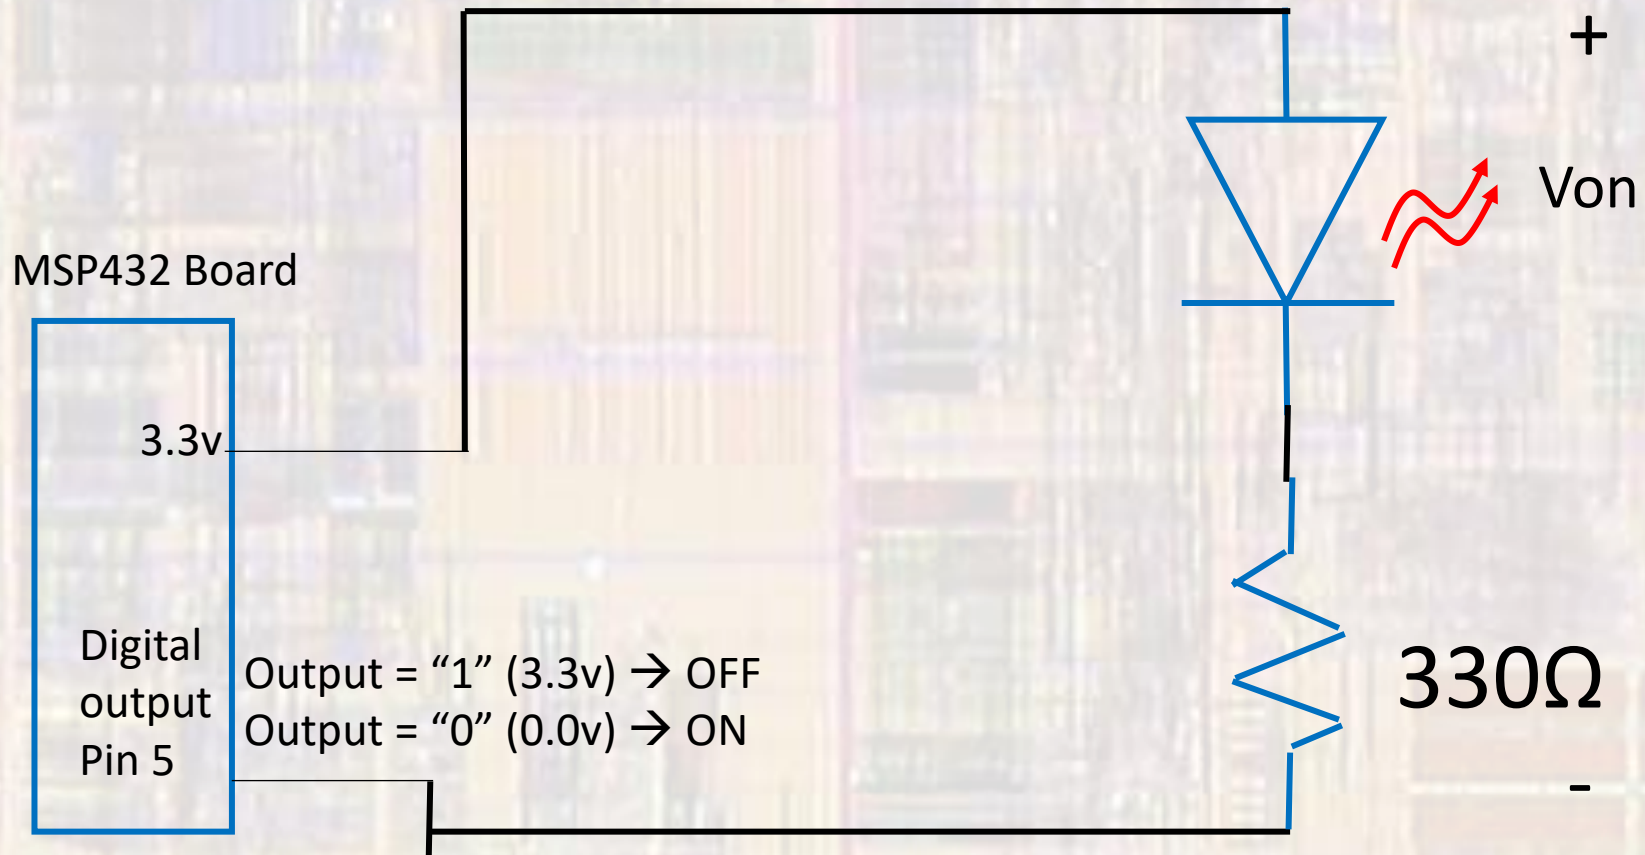 +
Von
MSP432 Board
3.3v
Digital
output
Pin 5
Output = “1” (3.3v) → OFF
Output = “0” (0.0v) → ON
330Ω
-